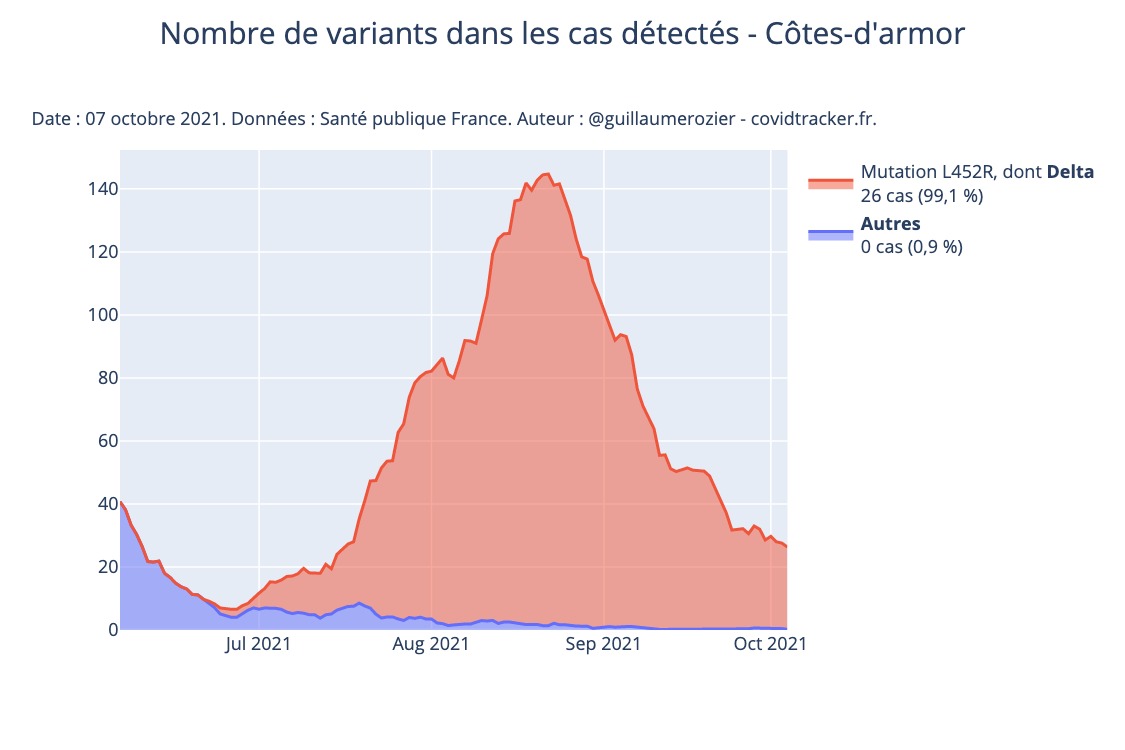 Nombre de variants dans les cas détectés - Côtes-d'armor
Date : 07 octobre 2021. Données : Santé publique France. Auteur : @guillaumerozier - covidtracker.fr.
140
120
100
80
60
40
20
0
Jul 2021
Aug 2021
Sep 2021
Oct 2021
Mutation L452R, dont Delta
26 cas (99,1 %)
Autres
0 cas (0,9 %)